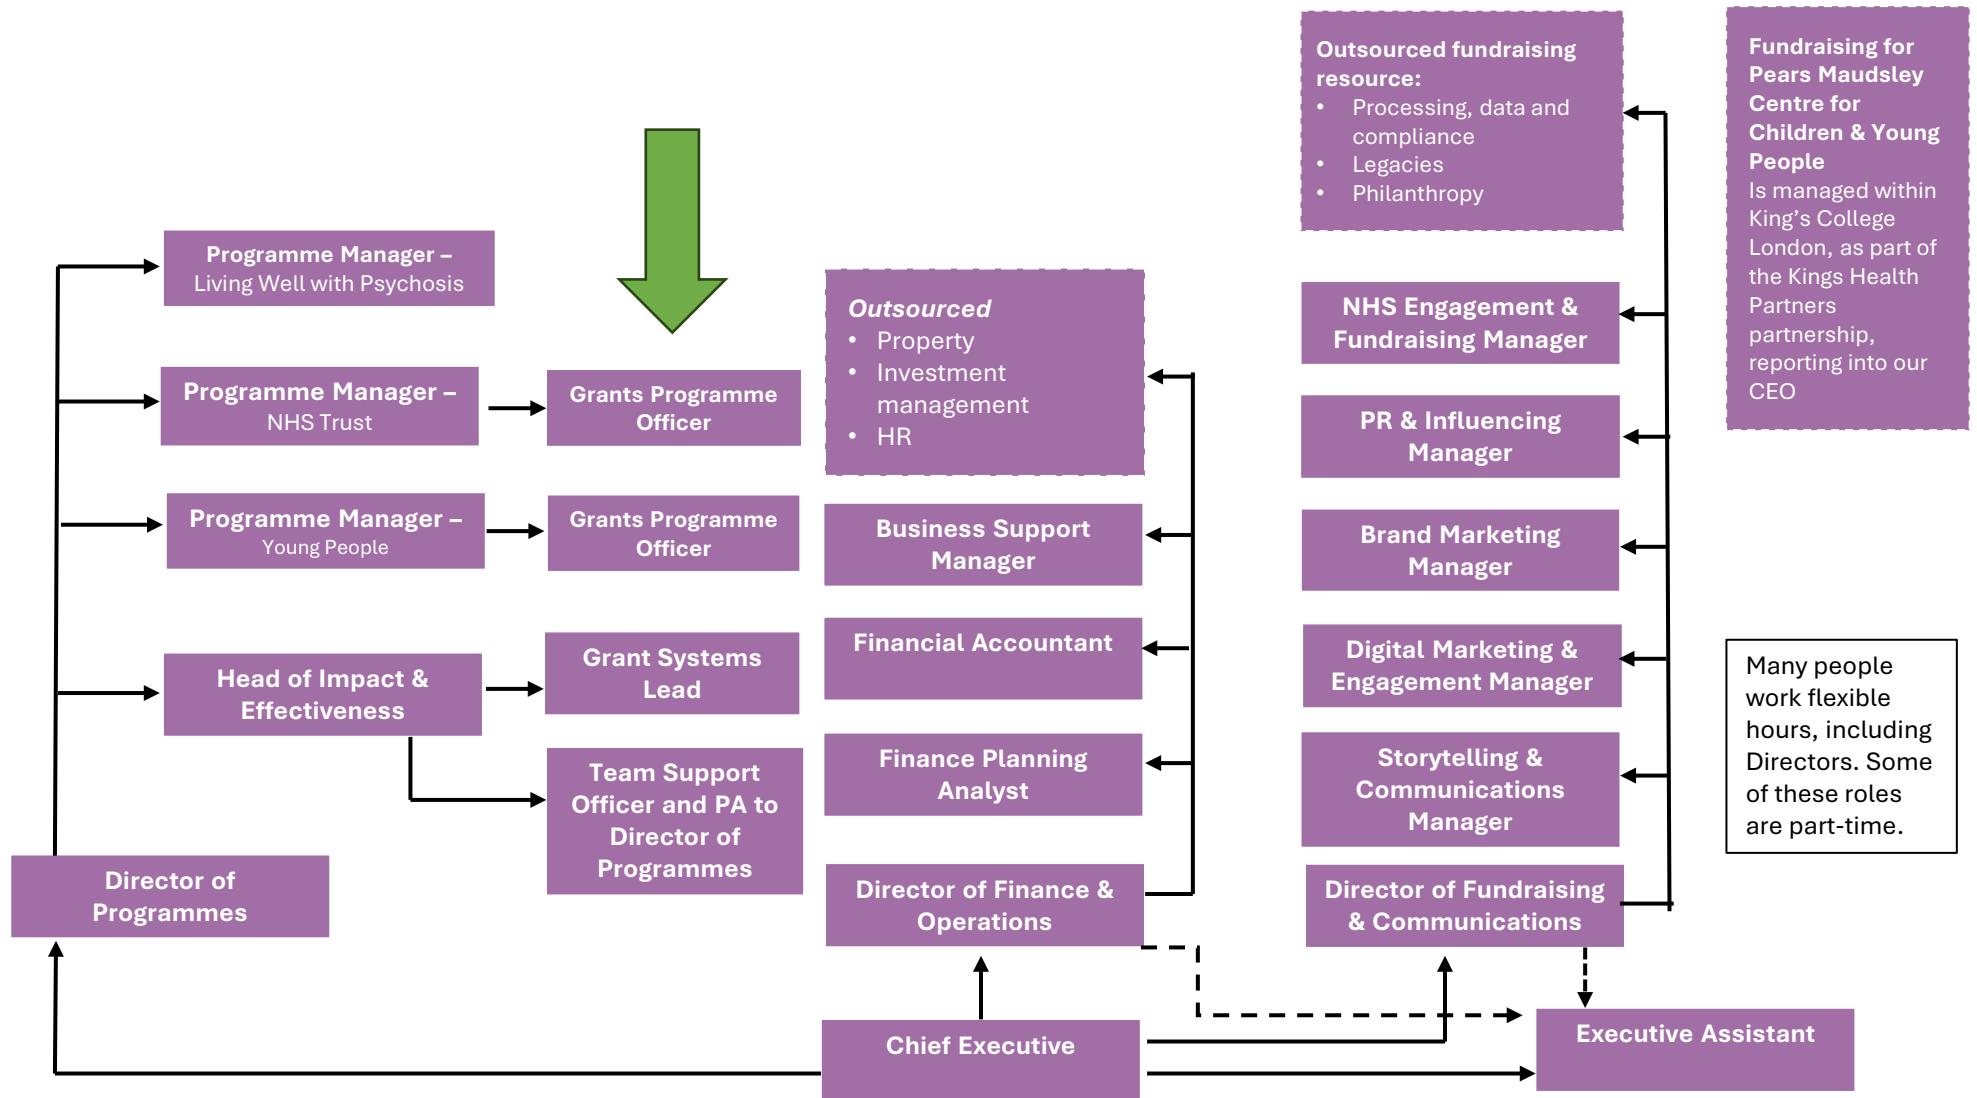 Outsourced fundraising
resource:
• Processing, data and
compliance
• Legacies
• Philanthropy
Fundraising for
Pears Maudsley
Centre for
Children & Young
People
Is managed within
King’s College
London, as part of
the Kings Health
Partners
partnership,
reporting into our
CEO
Programme Manager –
Living Well with Psychosis
Programme Manager –
NHS Trust
Grants Programme
Officer
Programme Manager –
Young People
Grants Programme
Officer
Head of Impact &
Effectiveness
Grant Systems
Lead
Team Support
Officer and PA to
Director of
Programmes
Director of
Programmes
Outsourced
• Property
• Investment
management
• HR
Business Support
Manager
Financial Accountant
Finance Planning
Analyst
Director of Finance &
Operations
NHS Engagement &
Fundraising Manager
PR & Influencing
Manager
Brand Marketing
Manager
Digital Marketing &
Engagement Manager
Storytelling &
Communications
Manager
Director of Fundraising
& Communications
Many people
work flexible
hours, including
Directors. Some
of these roles
are part-time.
Chief Executive
Executive Assistant